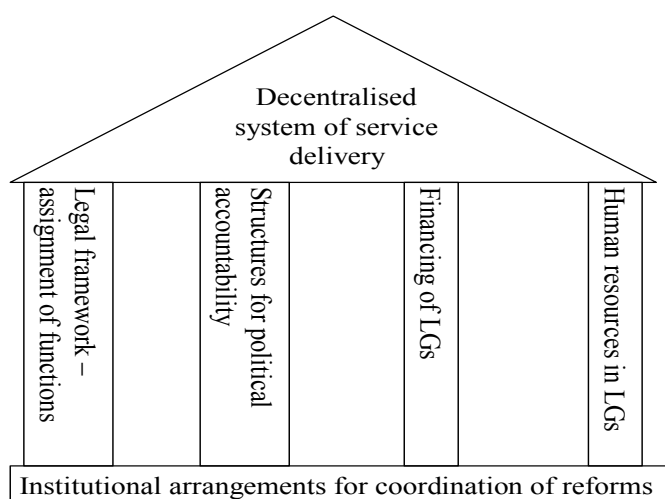 Decentralised
system of service
delivery
Legal framework –
assignment of functions
Structures for political
accountability
Financing of LGs
Human resources in LGs
Institutional arrangements for coordination of reforms